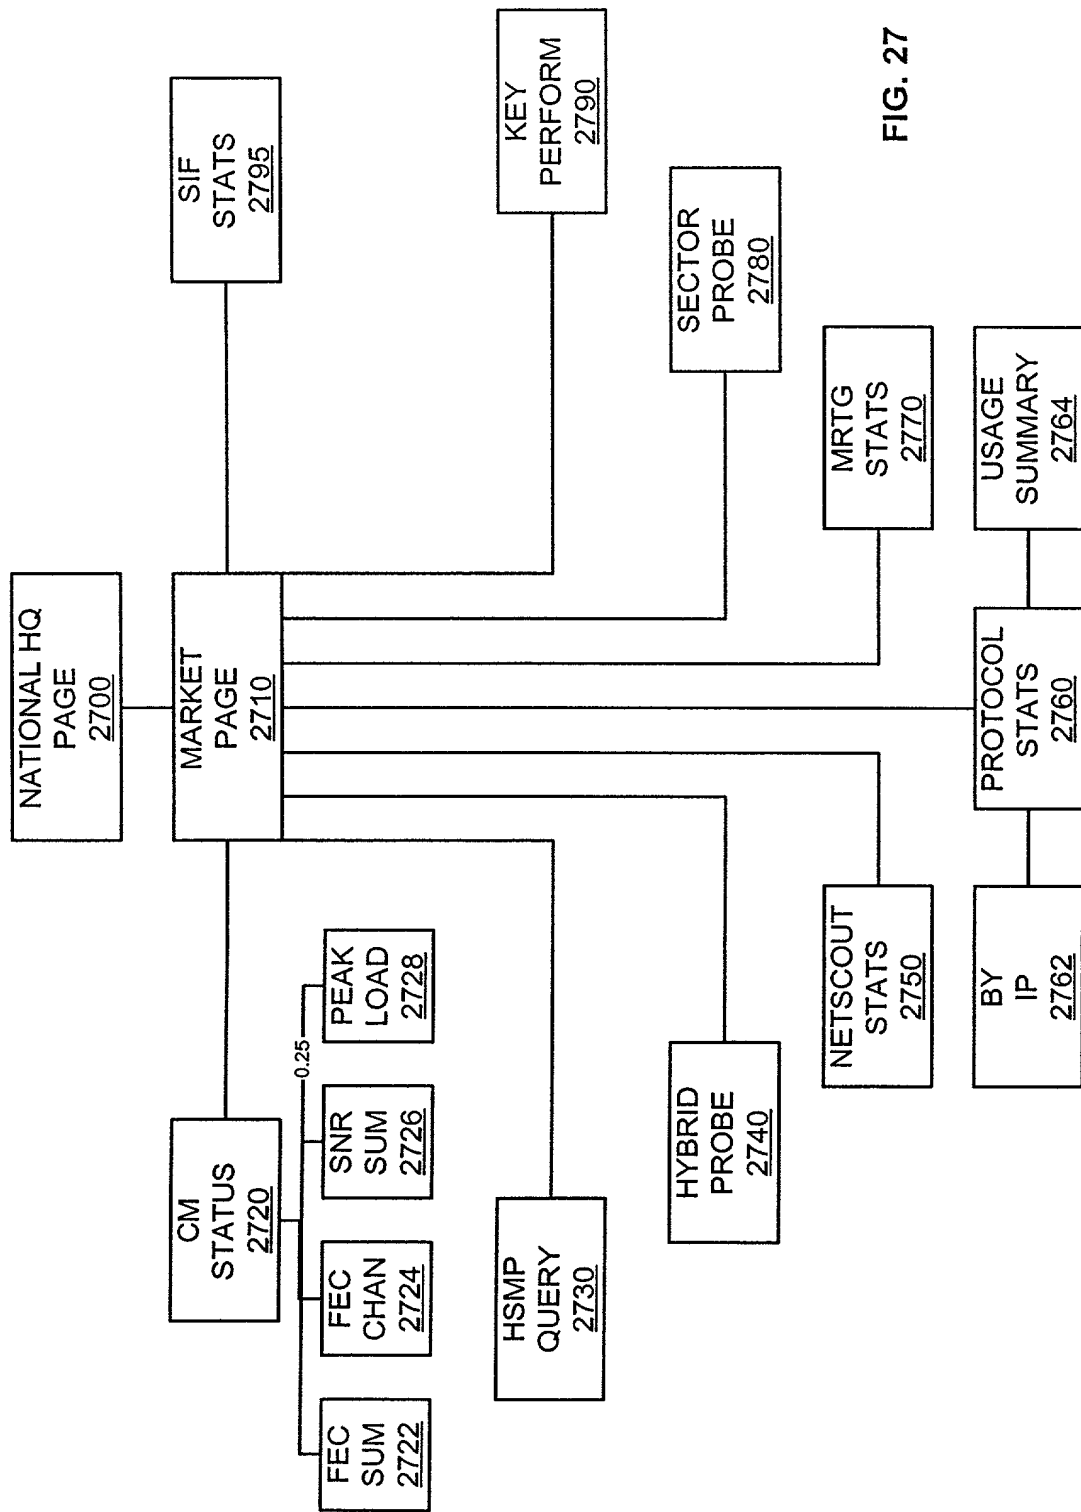 NATIONAL HQ
PAGE
2700
MARKET
PAGE
2710
CM
STATUS
2720
SIF
STATS
2795
0.25
FEC
SUM
2722
FEC
CHAN
2724
SNR
SUM
2726
PEAK
LOAD
2728
HSMP
QUERY
2730
KEY
PERFORM
2790
HYBRID
PROBE
2740
SECTOR
PROBE
2780
NETSCOUT
STATS
2750
MRTG
STATS
2770
BY
IP
2762
PROTOCOL
STATS
2760
USAGE
SUMMARY
2764
FIG. 27